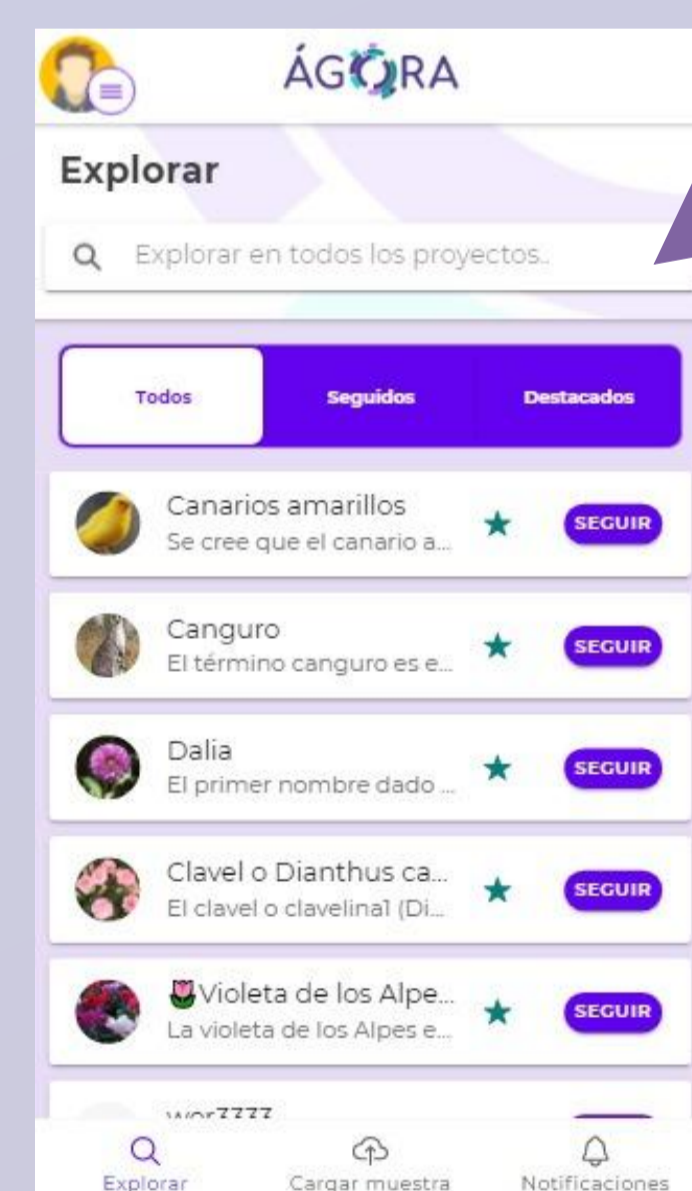 ÁGORA
Explorar
Explorar en todos los proyectos..
Todos Seguidos Destacados
Canarios amarillos
Se cree que el canario a...
SEGUIR
Canguro
El término canguro es e...
SEGUIR
Dalia
El primer nombre dado ...
SEGUIR
Clavel o Dianthus ca...
El clavel o clavelina1 (Di...
SEGUIR
🌷Violeta de los Alpe...
La violeta de los Alpes e...
SEGUIR
wor3333
Explorar Cargar muestra Notificaciones